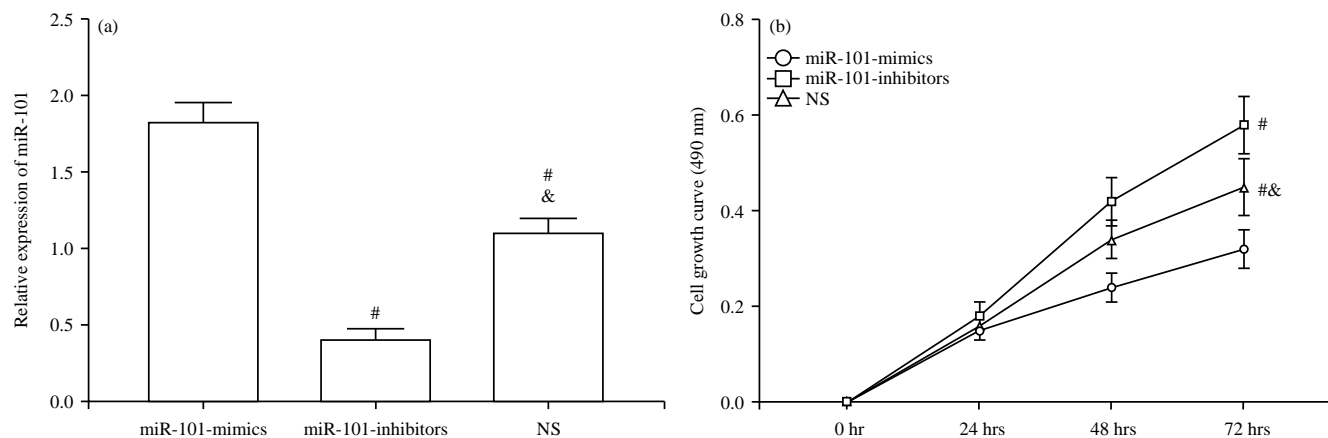 (a)
Relative expression of miR-101
2.5
2.0
1.5
1.0
0.5
0.0
#
#
&
miR-101-mimics
miR-101-inhibitors
NS
(b)
Cell growth curve (490 nm)
0.8
0.6
0.4
0.2
0.0
miR-101-mimics
miR-101-inhibitors
NS
#
#&
0 hr
24 hrs
48 hrs
72 hrs